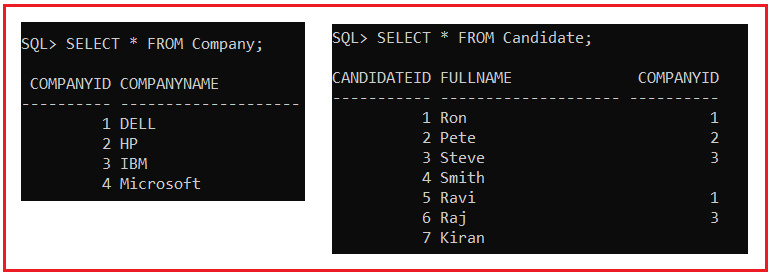 SQL> SELECT * FROM Company;
COMPANYID COMPANYNAME
---------- --------------------
1 DELL
2 HP
3 IBM
4 Microsoft
SQL> SELECT * FROM Candidate;
CANDIDATEID FULLNAME COMPANYID
----------- -------------------- ----------
1 Ron 1
2 Pete 2
3 Steve 3
4 Smith
5 Ravi 1
6 Raj 3
7 Kiran